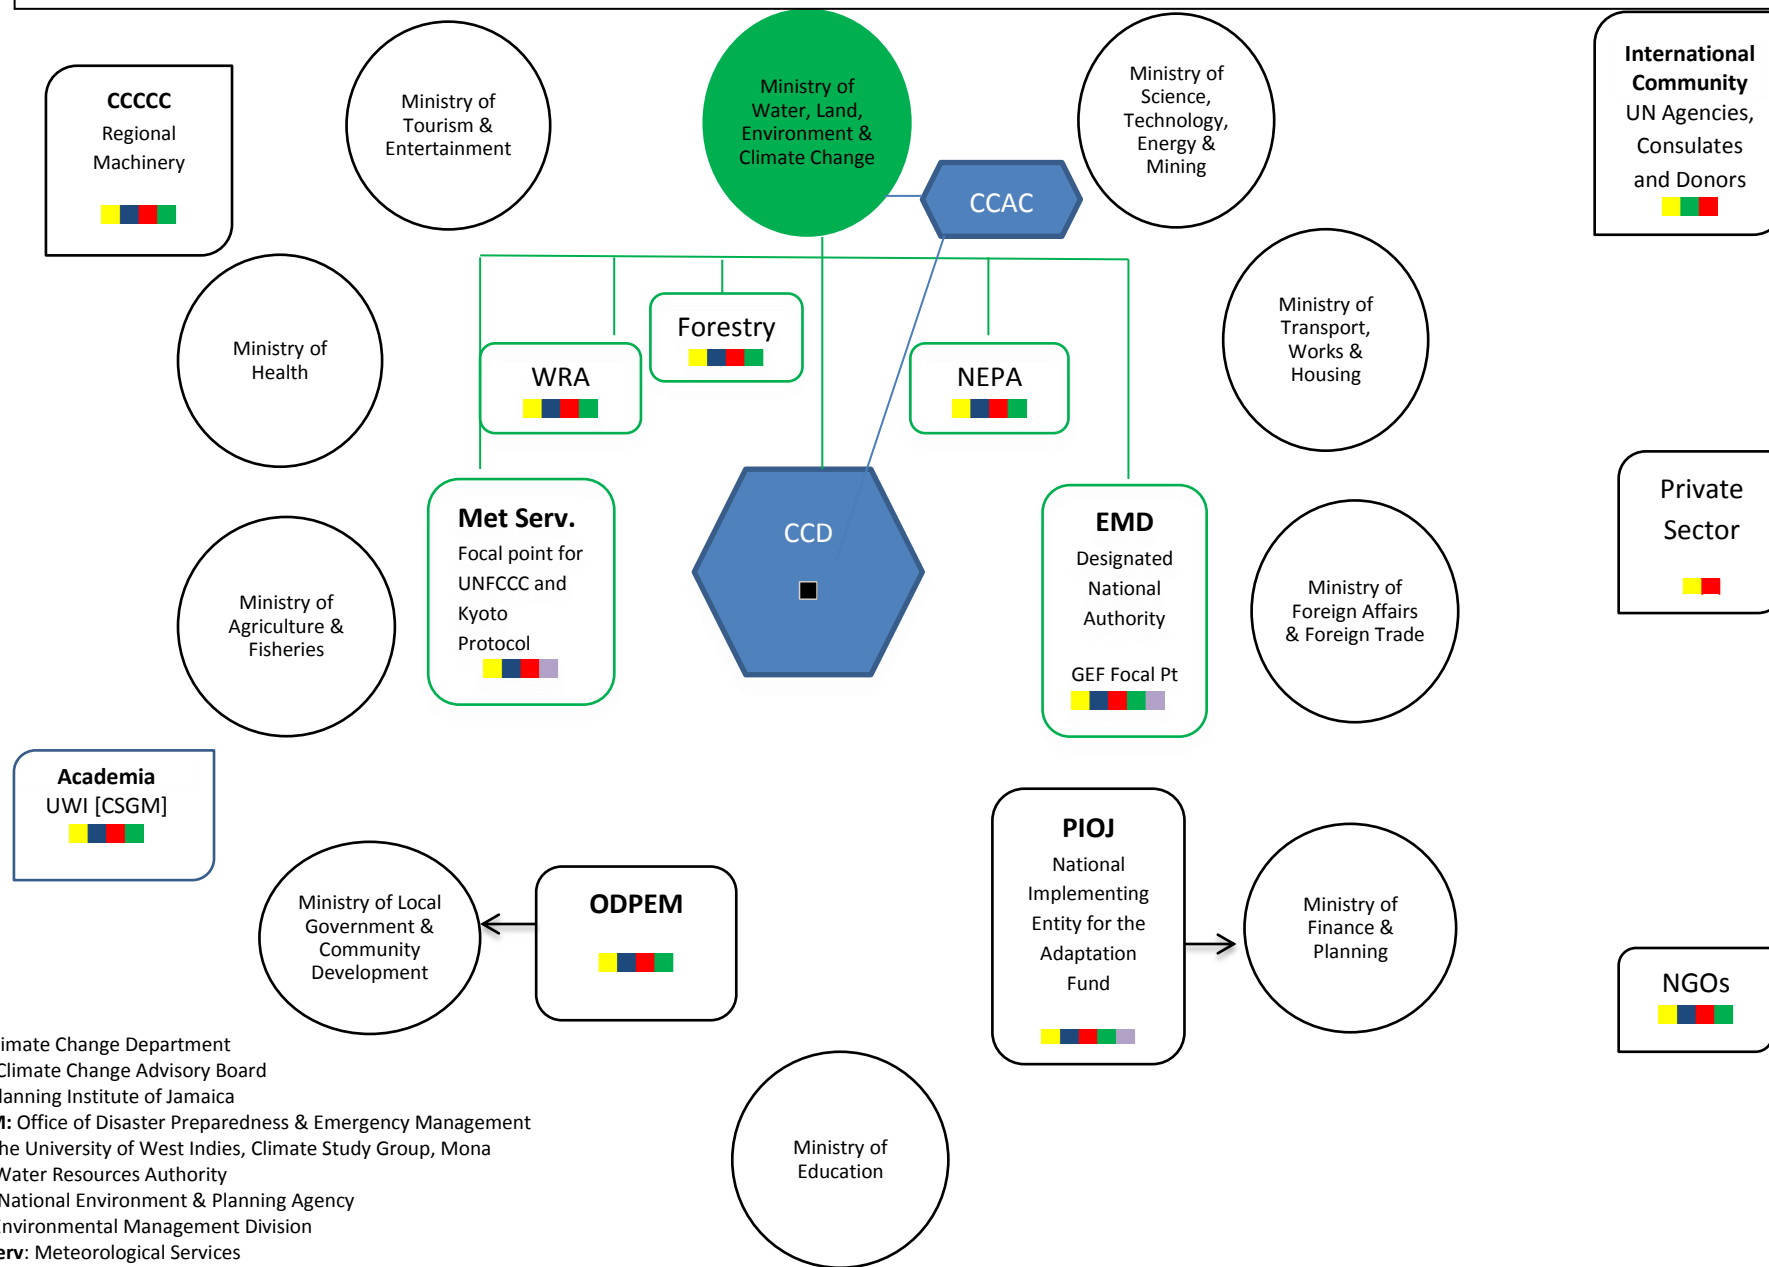 CCCCC
Regional
Machinery
Ministry of
Tourism &
Entertainment
Ministry of
Water, Land,
Environment &
Climate Change
CCAC
Ministry of
Science,
Technology,
Energy &
Mining
International
Community
UN Agencies,
Consulates
and Donors
Ministry of
Health
WRA
Forestry
NEPA
Ministry of
Transport,
Works &
Housing
Ministry of
Agriculture &
Fisheries
Met Serv.
Focal point for
UNFCCC and
Kyoto
Protocol
CCD
EMD
Designated
National
Authority
GEF Focal Pt
Ministry of
Foreign Affairs
& Foreign Trade
Private
Sector
Academia
UWI [CSGM]
Ministry of Local
Government &
Community
Development
ODPEM
PIOJ
National
Implementing
Entity for the
Adaptation
Fund
Ministry of
Finance &
Planning
NGOs
Ministry of
Education
imate Change Department
Climate Change Advisory Board
lanning Institute of Jamaica
M: Office of Disaster Preparedness & Emergency Management
he University of West Indies, Climate Study Group, Mona
Water Resources Authority
National Environment & Planning Agency
Environmental Management Division
erv: Meteorological Services